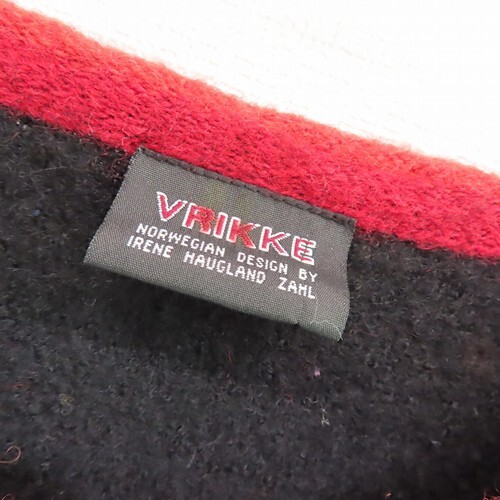 VRIKKE
NORWEGIAN DESIGN BY
IRENE HAUGLAND ZAHL